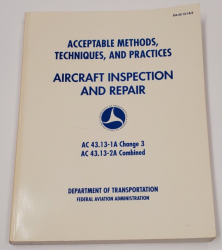 ACCEPTABLE METHODS,
TECHNIQUES, AND PRACTICES
AIRCRAFT INSPECTION
AND REPAIR
AC 43.13-1A Change 3
AC 43.13-2A Combined
DEPARTMENT OF TRANSPORTATION
FEDERAL AVIATION ADMINISTRATION